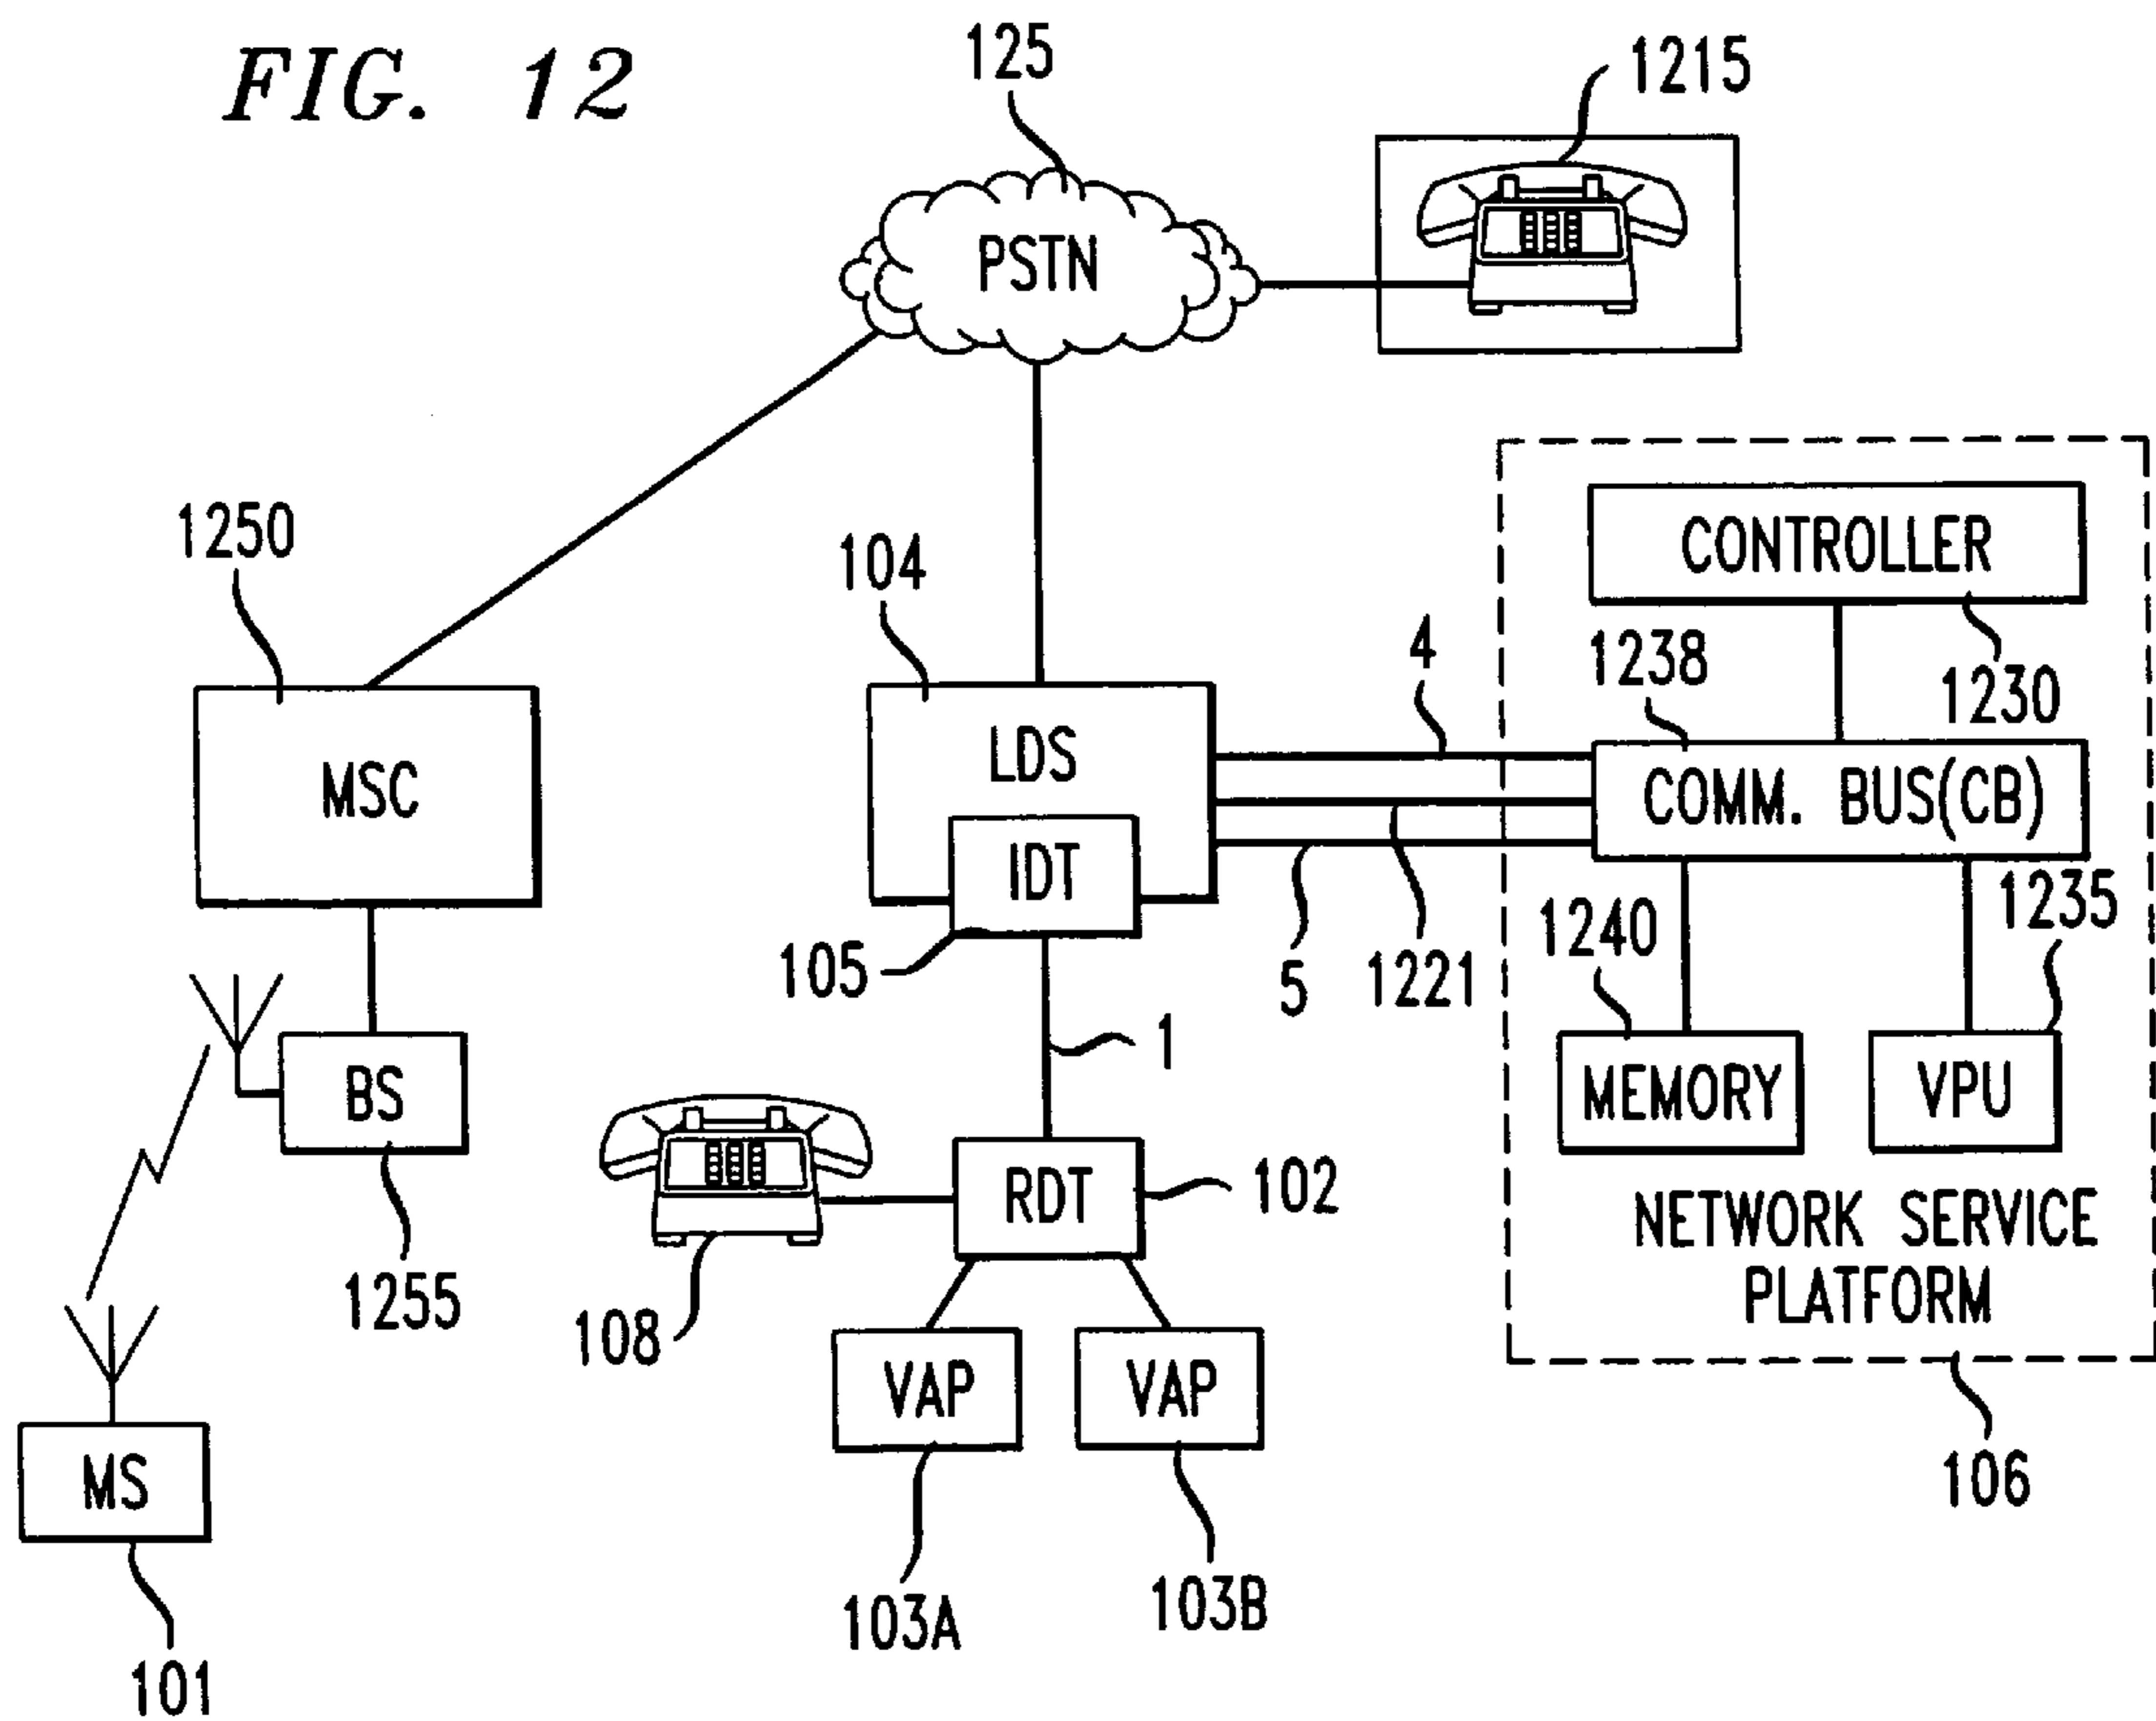 FIG. 12
125
1215
PSTN
1250
104
4
CONTROLLER
1238
1230
MSC
LDS
COMM. BUS(CB)
IDT
105
5
1221
1240
1235
1
BS
MEMORY
VPU
RDT
102
NETWORK SERVICE
PLATFORM
1255
108
VAP
VAP
MS
106
103A
103B
101